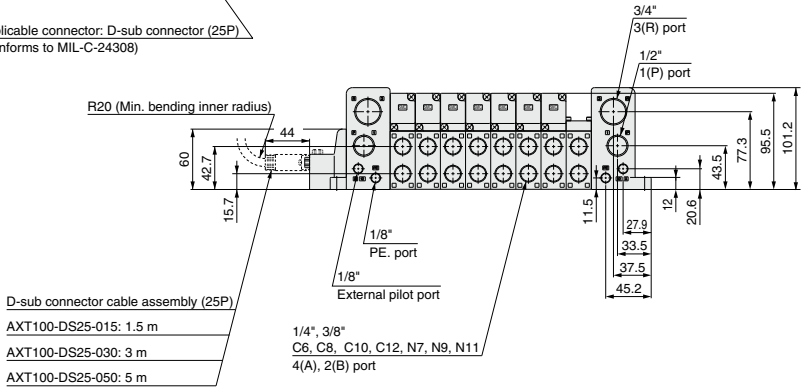 plicable connector: D-sub connector (25P)
nforms to MIL-C-24308)
3/4"
3(R) port
1/2"
1(P) port
R20 (Min. bending inner radius)
44
60
42.7
15.7
11.5
43.5
77.3
95.5
101.2
12
20.6
27.9
33.5
37.5
45.2
1/8"
PE. port
1/8"
External pilot port
D-sub connector cable assembly (25P)
AXT100-DS25-015: 1.5 m
AXT100-DS25-030: 3 m
AXT100-DS25-050: 5 m
1/4", 3/8"
C6, C8, C10, C12, N7, N9, N11
4(A), 2(B) port